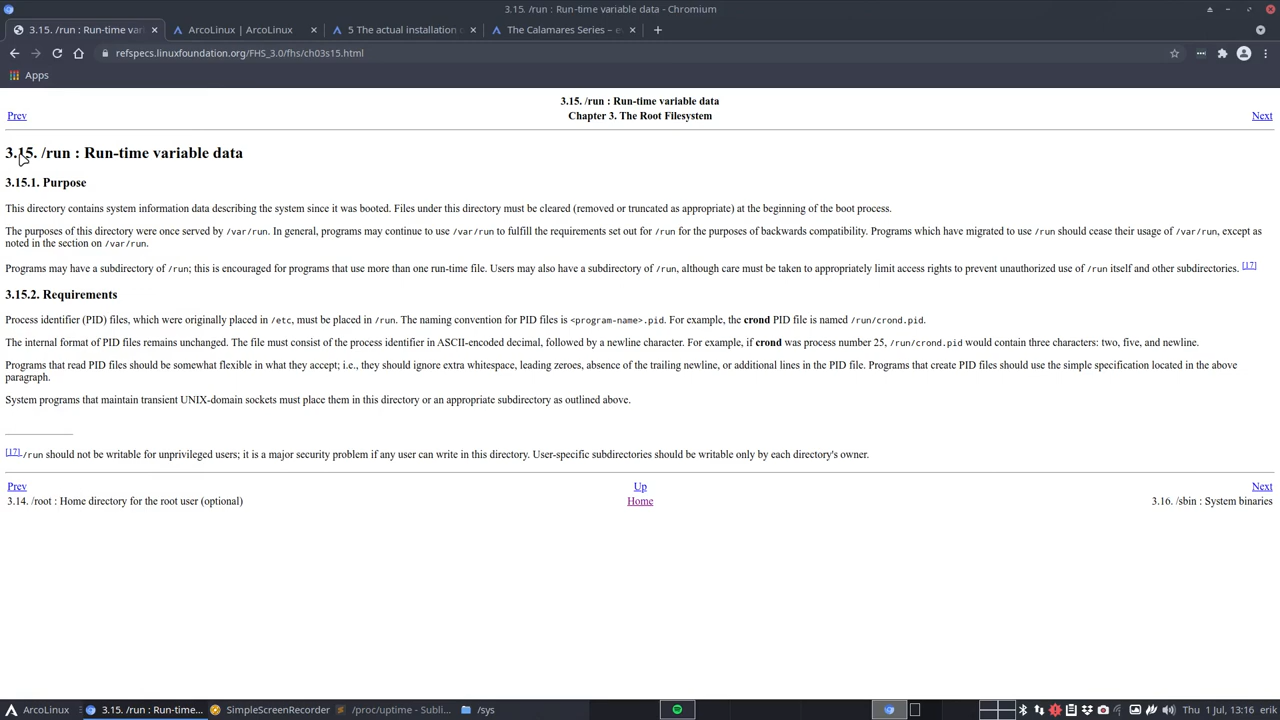 3.15. /run : Run-time variable data - Chromium
3.15. /run : Run-time var
ArcoLinux | ArcoLinux
5 The actual installation o
The Calamares Series – e
refspecs.linuxfoundation.org/FHS_3.0/fhs/ch03s15.html
Apps
3.15. /run : Run-time variable data
Prev
Chapter 3. The Root Filesystem
Next
3.15. /run : Run-time variable data
3.15.1. Purpose
This directory contains system information data describing the system since it was booted. Files under this directory must be cleared (removed or truncated as appropriate) at the beginning of the boot process.
The purposes of this directory were once served by /var/run. In general, programs may continue to use /var/run to fulfill the requirements set out for /run for the purposes of backwards compatibility. Programs which have migrated to use /run should cease their usage of /var/run, except as
noted in the section on /var/run.
Programs may have a subdirectory of /run; this is encouraged for programs that use more than one run-time file. Users may also have a subdirectory of /run, although care must be taken to appropriately limit access rights to prevent unauthorized use of /run itself and other subdirectories. [17]
3.15.2. Requirements
Process identifier (PID) files, which were originally placed in /etc, must be placed in /run. The naming convention for PID files is <program-name>.pid. For example, the crond PID file is named /run/crond.pid.
The internal format of PID files remains unchanged. The file must consist of the process identifier in ASCII-encoded decimal, followed by a newline character. For example, if crond was process number 25, /run/crond.pid would contain three characters: two, five, and newline.
Programs that read PID files should be somewhat flexible in what they accept; i.e., they should ignore extra whitespace, leading zeroes, absence of the trailing newline, or additional lines in the PID file. Programs that create PID files should use the simple specification located in the above
paragraph.
System programs that maintain transient UNIX-domain sockets must place them in this directory or an appropriate subdirectory as outlined above.
[17] /run should not be writable for unprivileged users; it is a major security problem if any user can write in this directory. User-specific subdirectories should be writable only by each directory's owner.
Prev
Up
Next
3.14. /root : Home directory for the root user (optional)
Home
3.16. /sbin : System binaries
ArcoLinux
3.15. /run : Run-time...
SimpleScreenRecorder
/proc/uptime - Subli...
/sys
Thu 1 Jul, 13:16 erik